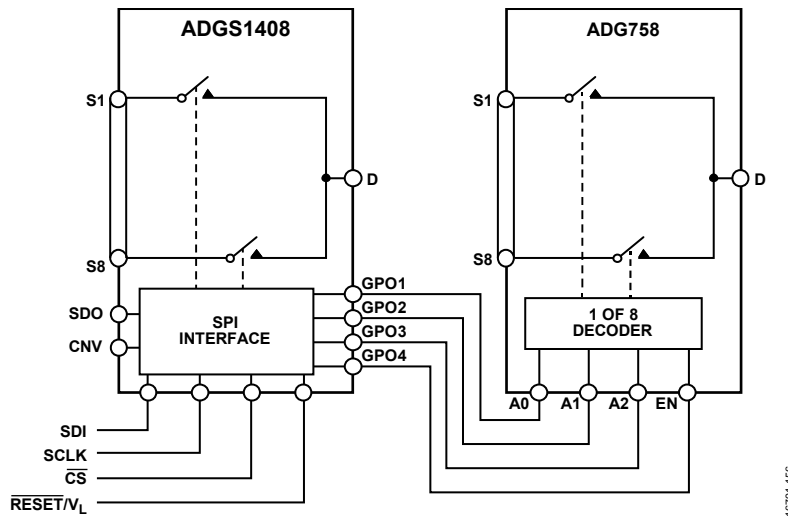 ADGS1408
S1
D
S8
SDO
CNV
SPI
INTERFACE
GPO1
GPO2
GPO3
GPO4
SDI
SCLK
CS
RESET/VL
ADG758
S1
D
S8
1 OF 8
DECODER
A0
A1
A2
EN